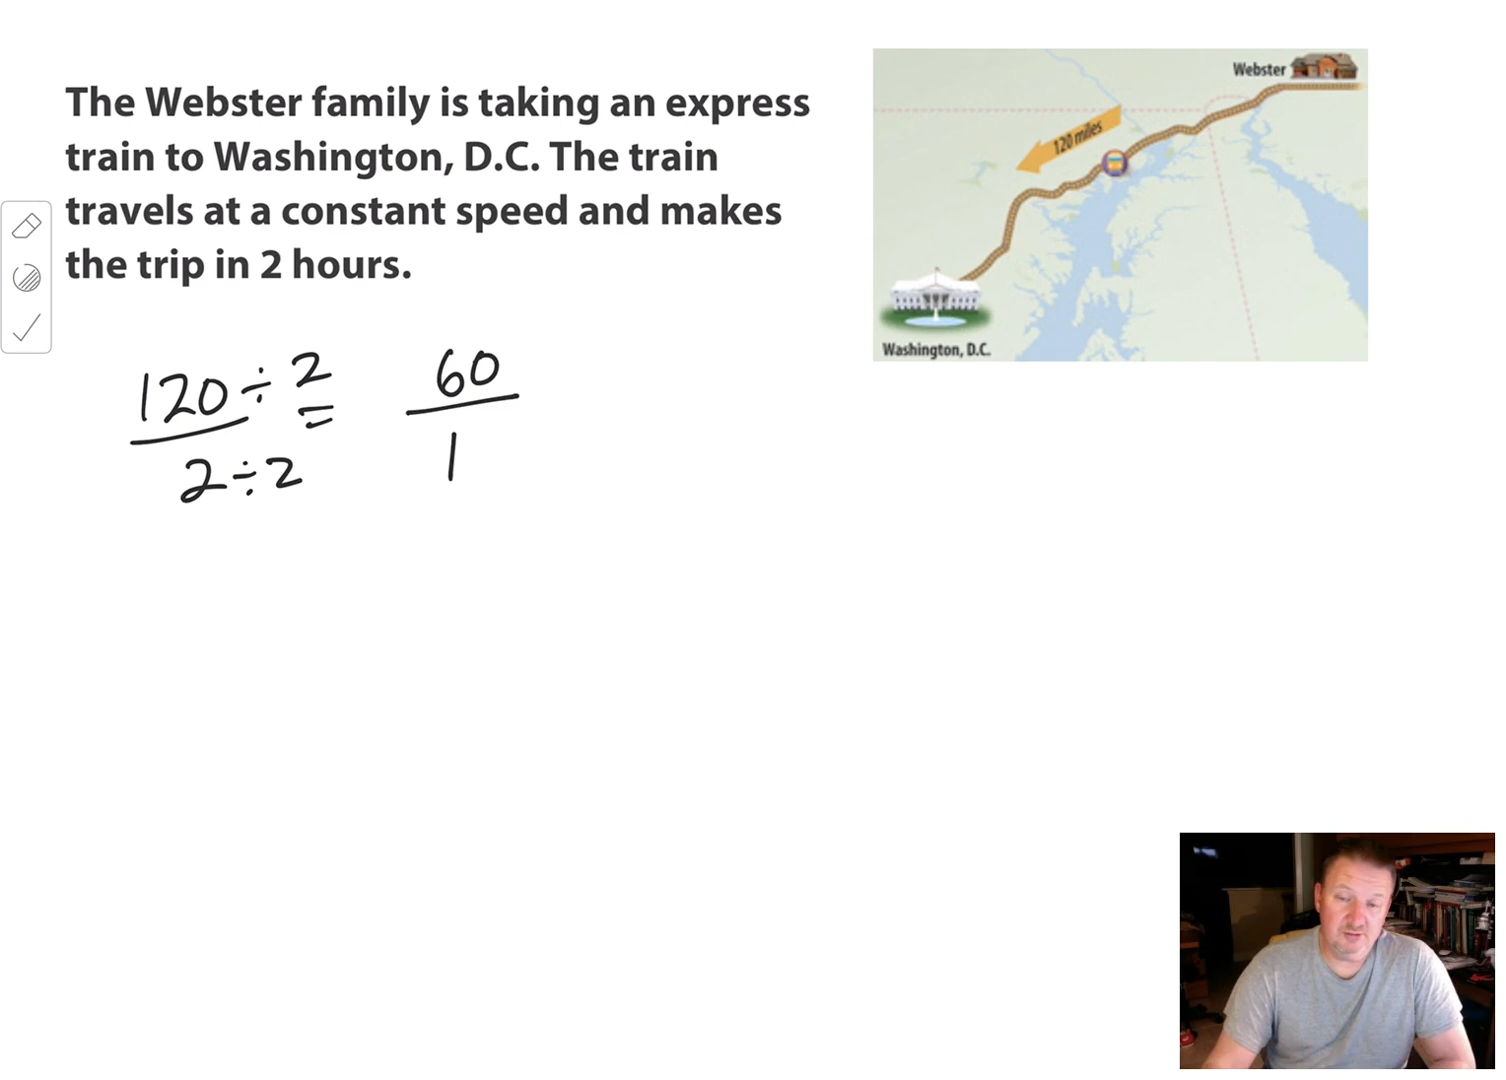 The Webster family is taking an express
train to Washington, D.C. The train
travels at a constant speed and makes
the trip in 2 hours.
Webster
120 miles
Washington, D.C.
120 ÷ 2 = 60
2 ÷ 2 1